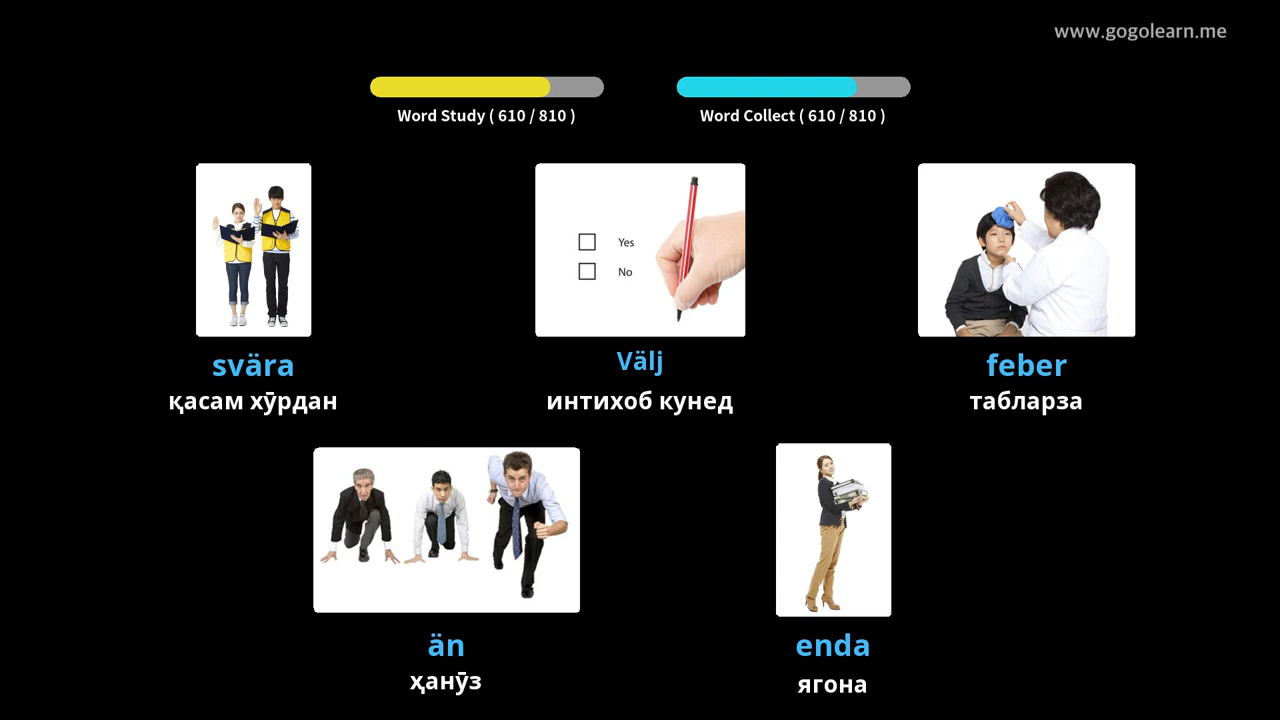 www.gogolearn.me
Word Study ( 610 / 810 )
Word Collect ( 610 / 810 )
Yes
No
svära
қасам хӯрдан
Välj
интихоб кунед
feber
табларза
än
ҳанӯз
enda
ягона